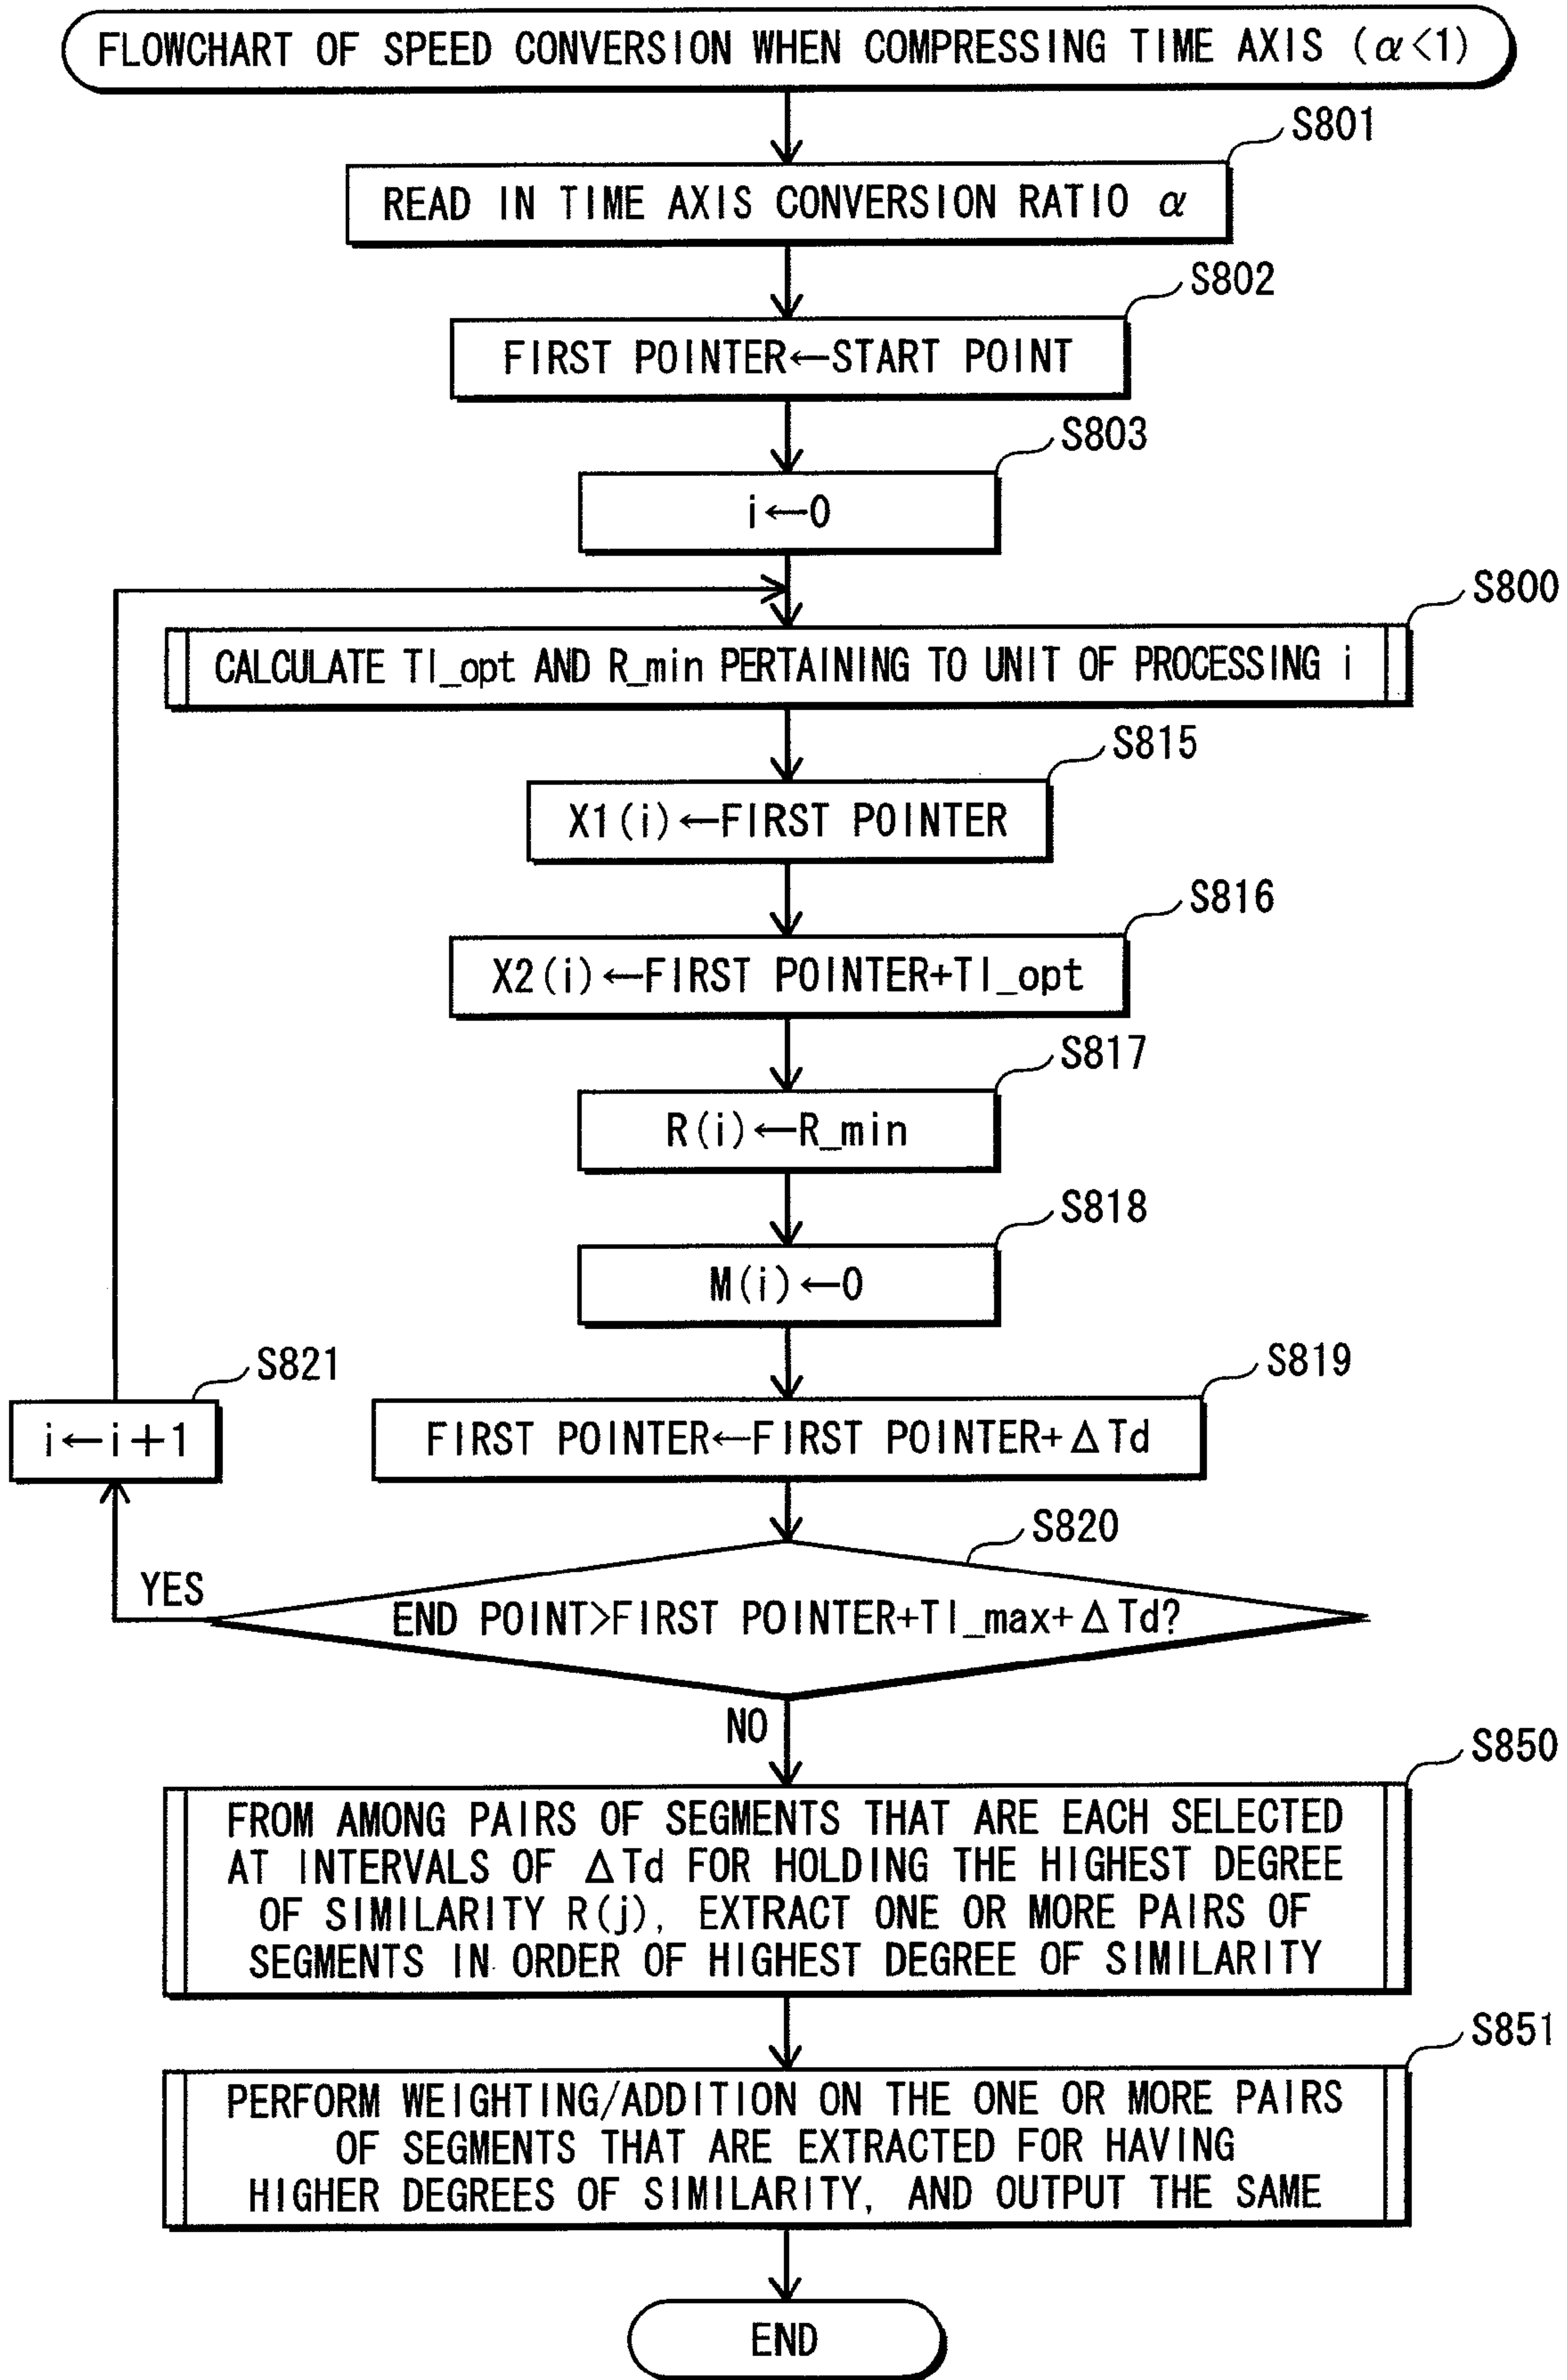 FLOWCHART OF SPEED CONVERSION WHEN COMPRESSING TIME AXIS (α<1)
S801
READ IN TIME AXIS CONVERSION RATIO α
S802
FIRST POINTER←START POINT
S803
i←0
S800
CALCULATE TI_opt AND R_min PERTAINING TO UNIT OF PROCESSING i
S815
X1(i)←FIRST POINTER
S816
X2(i)←FIRST POINTER+TI_opt
S817
R(i)←R_min
S818
M(i)←0
S819
FIRST POINTER←FIRST POINTER+ΔTd
S821
i←i+1
S820
END POINT>FIRST POINTER+TI_max+ΔTd?
YES
NO
S850
FROM AMONG PAIRS OF SEGMENTS THAT ARE EACH SELECTED
AT INTERVALS OF ΔTd FOR HOLDING THE HIGHEST DEGREE
OF SIMILARITY R(j), EXTRACT ONE OR MORE PAIRS OF
SEGMENTS IN ORDER OF HIGHEST DEGREE OF SIMILARITY
S851
PERFORM WEIGHTING/ADDITION ON THE ONE OR MORE PAIRS
OF SEGMENTS THAT ARE EXTRACTED FOR HAVING
HIGHER DEGREES OF SIMILARITY, AND OUTPUT THE SAME
END